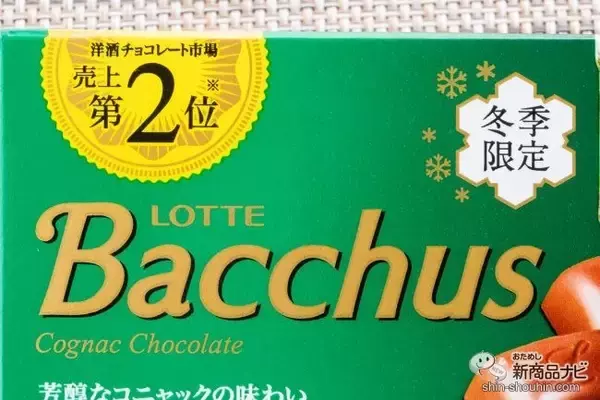 洋酒チョコレート市場
売上
第2位※
冬季
限定
LOTTE
Bacchus
Cognac Chocolate
芳醇なコニャックの味わい
おためし
新商品ナビ
shin-shouhin.com